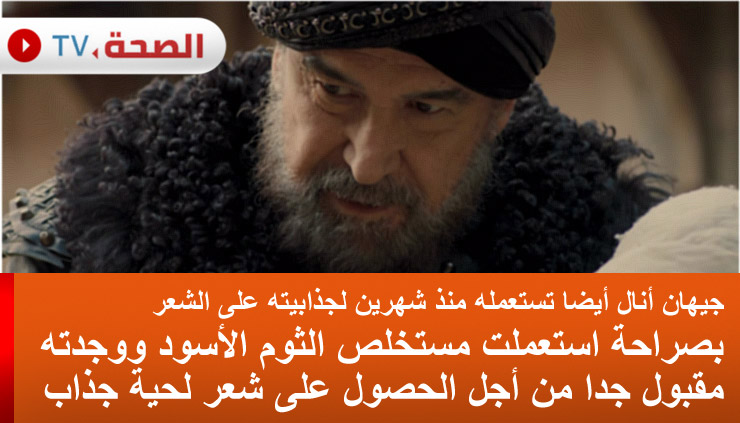 الصحة TV
جيهان أنال أيضا تستعمله منذ شهرين لجذابيته على الشعر
بصراحة استعملت مستخلص الثوم الأسود ووجدته
مقبول جدا من أجل الحصول على شعر لحية جذاب